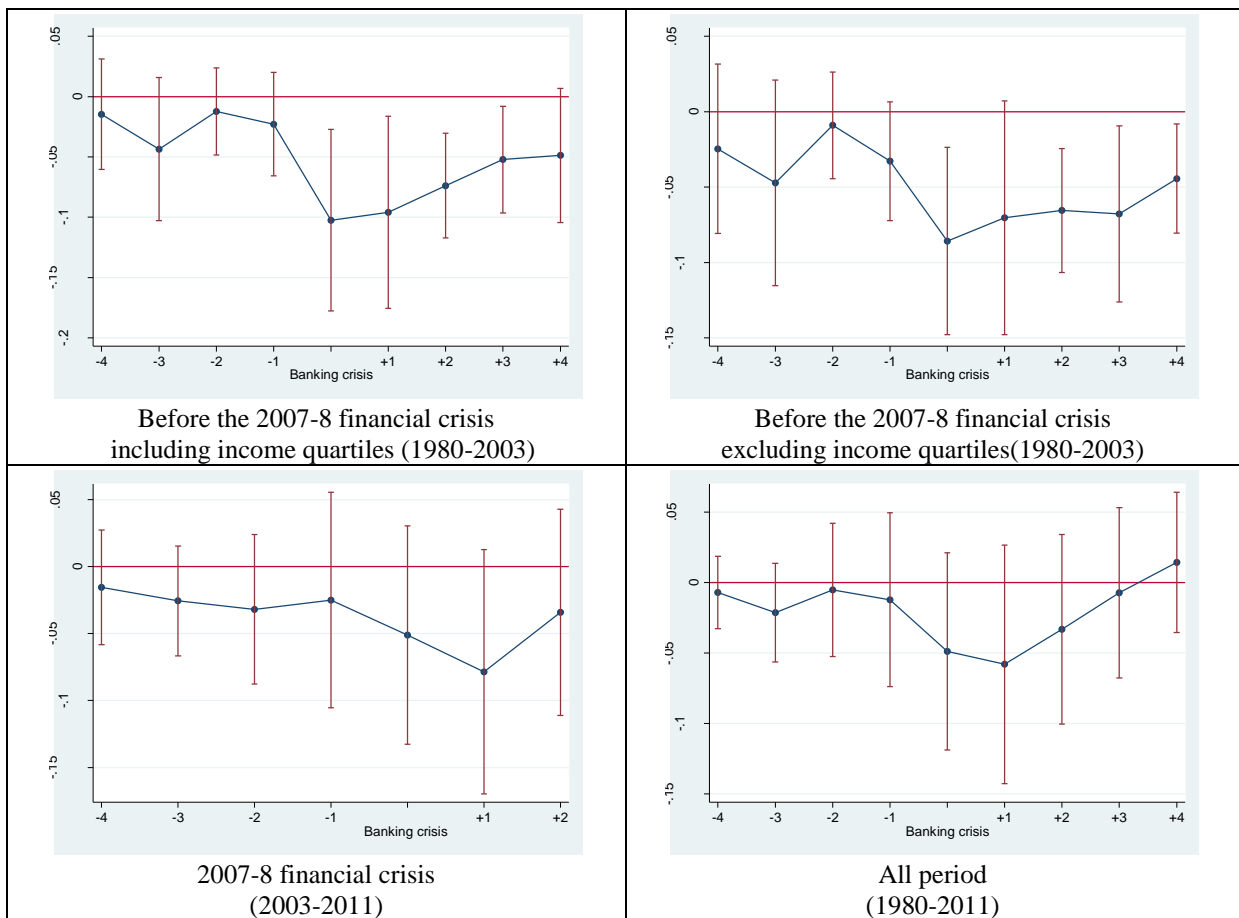 .05
0
-.05
-.1
-.15
-.2
-4 -3 -2 -1 +1 +2 +3 +4
Banking crisis
Before the 2007-8 financial crisis
including income quartiles (1980-2003)
.05
0
-.05
-.1
-.15
-4 -3 -2 -1 +1 +2 +3 +4
Banking crisis
Before the 2007-8 financial crisis
excluding income quartiles(1980-2003)
.05
0
-.05
-.1
-.15
-4 -3 -2 -1 +1 +2
Banking crisis
2007-8 financial crisis
(2003-2011)
.05
0
-.05
-.1
-.15
-4 -3 -2 -1 +1 +2 +3 +4
Banking crisis
All period
(1980-2011)